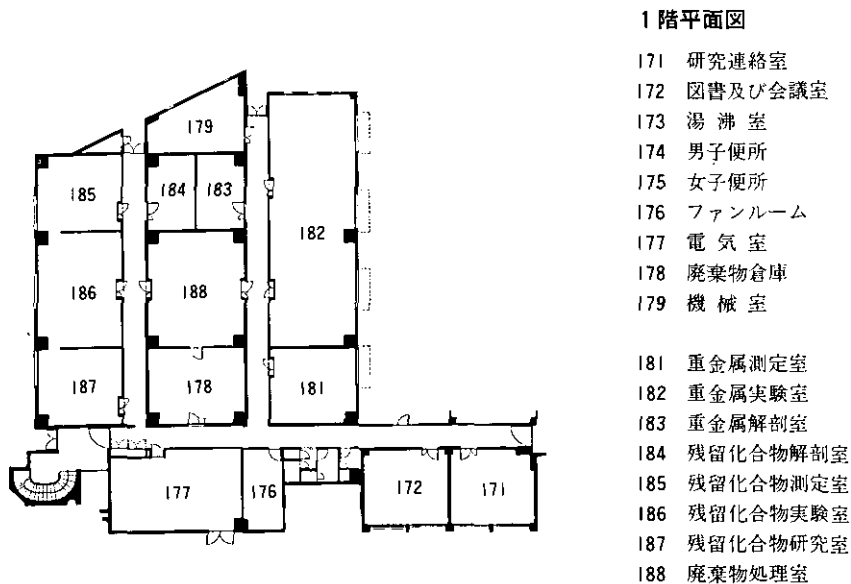 1階平面図
171 研究連絡室
172 図書及び会議室
173 湯沸室
174 男子便所
175 女子便所
176 ファンルーム
177 電気室
178 廃棄物倉庫
179 機械室
181 重金属測定室
182 重金属実験室
183 重金属解剖室
184 残留化合物解剖室
185 残留化合物測定室
186 残留化合物実験室
187 残留化合物研究室
188 廃棄物処理室
179
185
184
183
182
186
188
187
178
181
177
176
172
171